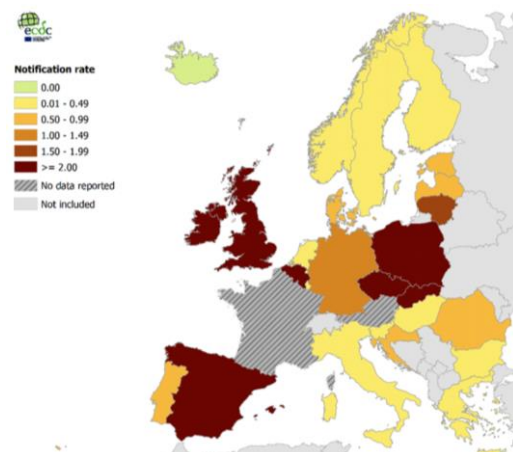 ecdc
Notification rate
0.00
0.01 - 0.49
0.50 - 0.99
1.00 - 1.49
1.50 - 1.99
>= 2.00
No data reported
Not included